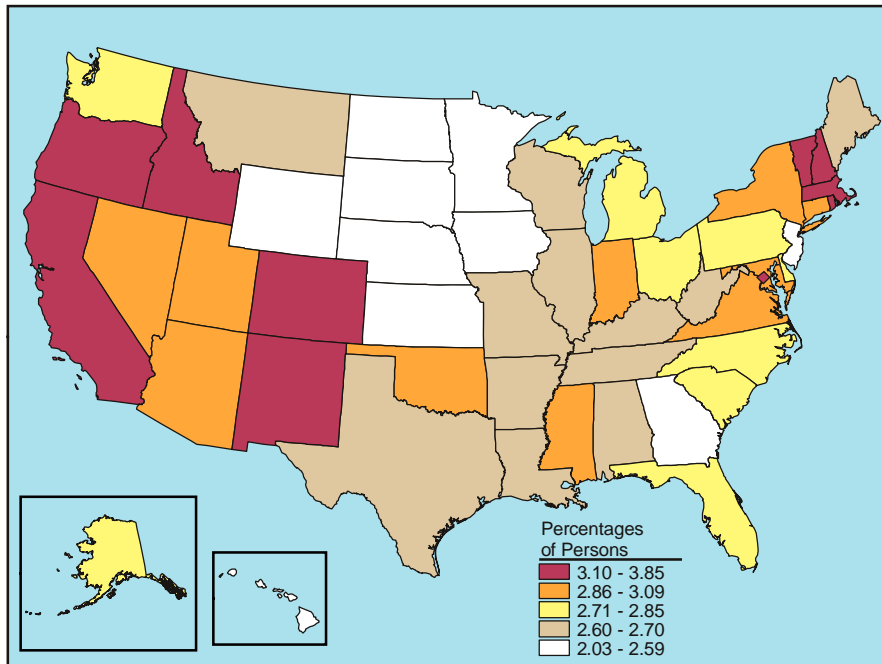 Percentages
of Persons
3.10 - 3.85
2.86 - 3.09
2.71 - 2.85
2.60 - 2.70
2.03 - 2.59